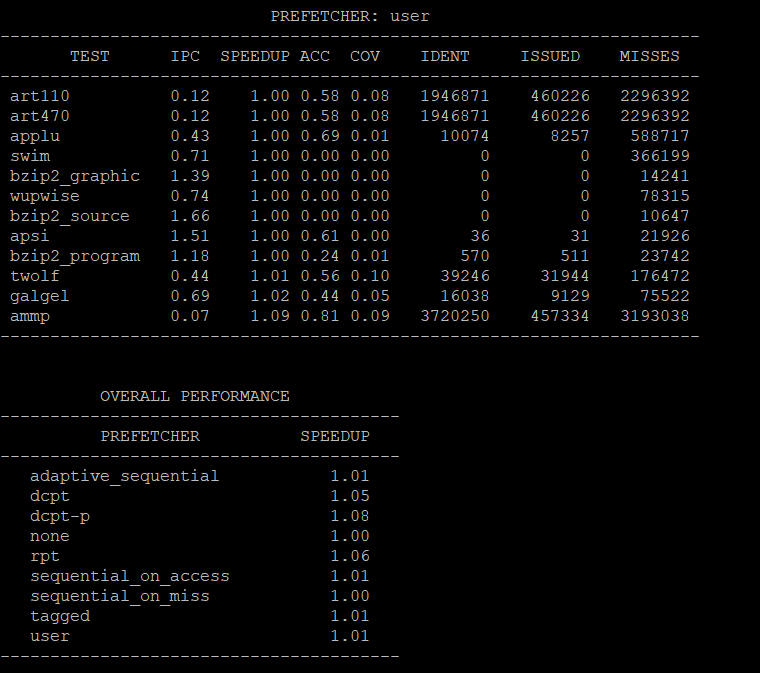 PREFETCHER: user
----------------------------------------------------------------------
TEST IPC SPEEDUP ACC COV IDENT ISSUED MISSES
----------------------------------------------------------------------
art110 0.12 1.00 0.58 0.08 1946871 460226 2296392
art470 0.12 1.00 0.58 0.08 1946871 460226 2296392
applu 0.43 1.00 0.69 0.01 10074 8257 588717
swim 0.71 1.00 0.00 0.00 0 0 366199
bzip2_graphic 1.39 1.00 0.00 0.00 0 0 14241
wupwise 0.74 1.00 0.00 0.00 0 0 78315
bzip2_source 1.66 1.00 0.00 0.00 0 0 10647
apsi 1.51 1.00 0.61 0.00 36 31 21926
bzip2_program 1.18 1.00 0.24 0.01 570 511 23742
twolf 0.44 1.01 0.56 0.10 39246 31944 176472
galgel 0.69 1.02 0.44 0.05 16038 9129 75522
ammp 0.07 1.09 0.81 0.09 3720250 457334 3193038
----------------------------------------------------------------------
OVERALL PERFORMANCE
----------------------------------------
PREFETCHER SPEEDUP
----------------------------------------
adaptive_sequential 1.01
dcpt 1.05
dcpt-p 1.08
none 1.00
rpt 1.06
sequential_on_access 1.01
sequential_on_miss 1.00
tagged 1.01
user 1.01
----------------------------------------